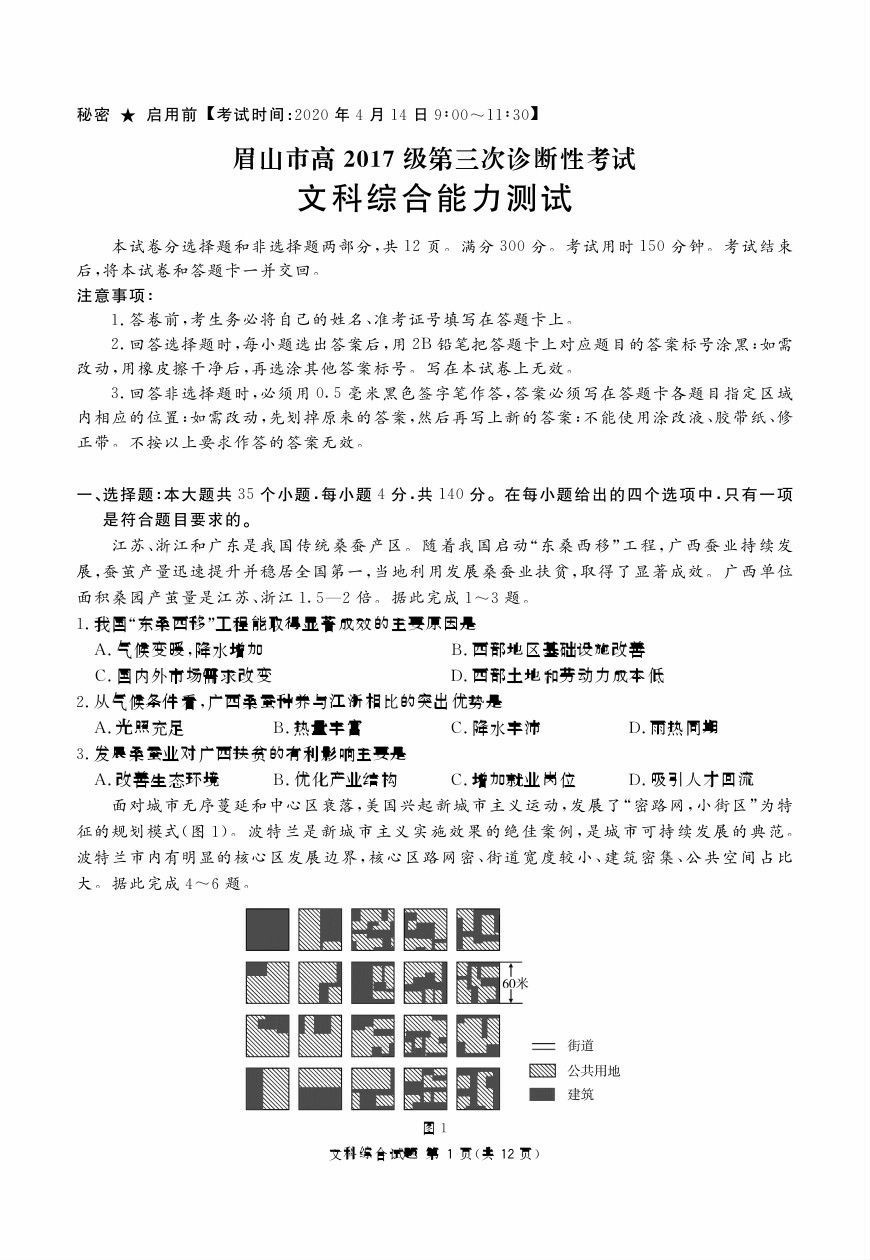 秘密 ★ 启用前【考试时间:2020 年 4 月 14 日 9:00～11:30】
眉山市高 2017 级第三次诊断性考试
文科综合能力测试
本试卷分选择题和非选择题两部分,共 12 页。满分 300 分。考试用时 150 分钟。考试结束
后,将本试卷和答题卡一并交回。
注意事项:
1. 答卷前,考生务必将自己的姓名、准考证号填写在答题卡上。
2. 回答选择题时,每小题选出答案后,用 2B 铅笔把答题卡上对应题目的答案标号涂黑;如需
改动,用橡皮擦干净后,再选涂其他答案标号。写在本试卷上无效。
3. 回答非选择题时,必须用 0.5 毫米黑色签字笔作答,答案必须写在答题卡各题目指定区域
内相应的位置;如需改动,先划掉原来的答案,然后再写上新的答案;不能使用涂改液、胶带纸、修
正带。不按以上要求作答的答案无效。
一、选择题:本大题共 35 个小题,每小题 4 分,共 140 分。在每小题给出的四个选项中,只有一项
是符合题目要求的。
江苏、浙江和广东是我国传统桑蚕产区。随着我国启动“东桑西移”工程,广西蚕业持续发
展,蚕茧产量迅速提升并稳居全国第一,当地利用发展桑蚕业扶贫,取得了显著成效。广西单位
面积桑园产茧量是江苏、浙江 1.5—2 倍。据此完成 1～3 题。
1. 我国“东桑西移”工程能取得显著成效的主要原因是
A. 气候变暖,降水增加 B. 西部地区基础设施改善
C. 国内外市场需求改变 D. 西部土地和劳动力成本低
2. 从气候条件看,广西桑蚕种养与江浙相比的突出优势是
A. 光照充足 B. 热量丰富 C. 降水丰沛 D. 雨热同期
3. 发展桑蚕业对广西扶贫的有利影响主要是
A. 改善生态环境 B. 优化产业结构 C. 增加就业岗位 D. 吸引人才回流
面对城市无序蔓延和中心区衰落,美国兴起新城市主义运动,发展了“密路网,小街区”为特
征的规划模式(图 1)。波特兰是新城市主义实施效果的绝佳案例,是城市可持续发展的典范。
波特兰市内有明显的核心区发展边界,核心区路网密、街道宽度较小、建筑密集、公共空间占比
大。据此完成 4～6 题。
60米
街道
公共用地
建筑
图 1
文科综合试题 第 1 页(共 12 页)